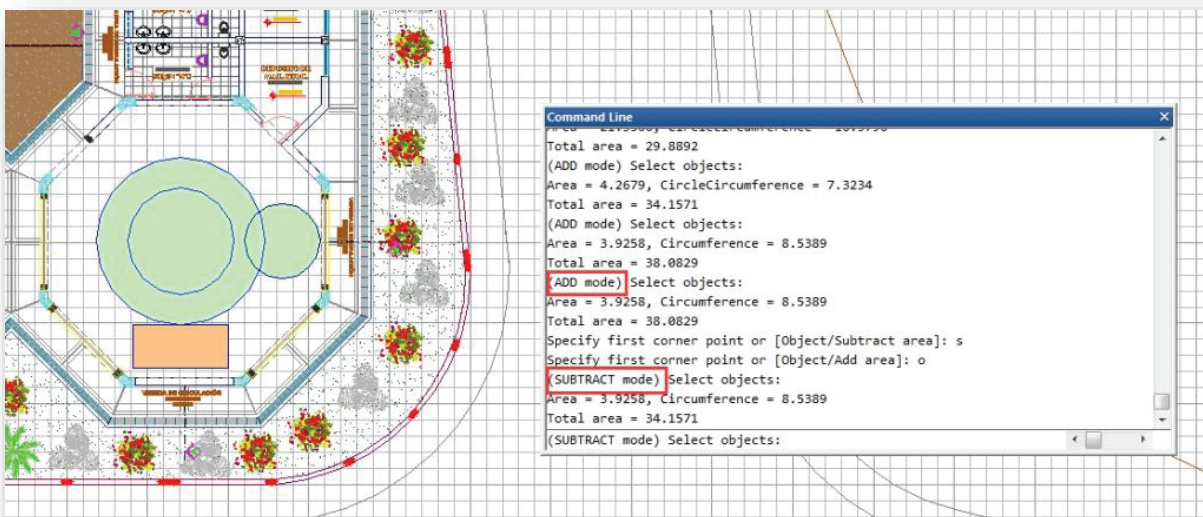 DEPOSITO DE
Command Line
Total area = 29.8892
(ADD mode) Select objects:
Area = 4.2679, CircleCircumference = 7.3234
Total area = 34.1571
(ADD mode) Select objects:
Area = 3.9258, Circumference = 8.5389
Total area = 38.0829
(ADD mode) Select objects:
Area = 3.9258, Circumference = 8.5389
Total area = 38.0829
Specify first corner point or [Object/Subtract area]: s
Specify first corner point or [Object/Add area]: o
(SUBTRACT mode) Select objects:
Area = 3.9258, Circumference = 8.5389
Total area = 34.1571
(SUBTRACT mode) Select objects: